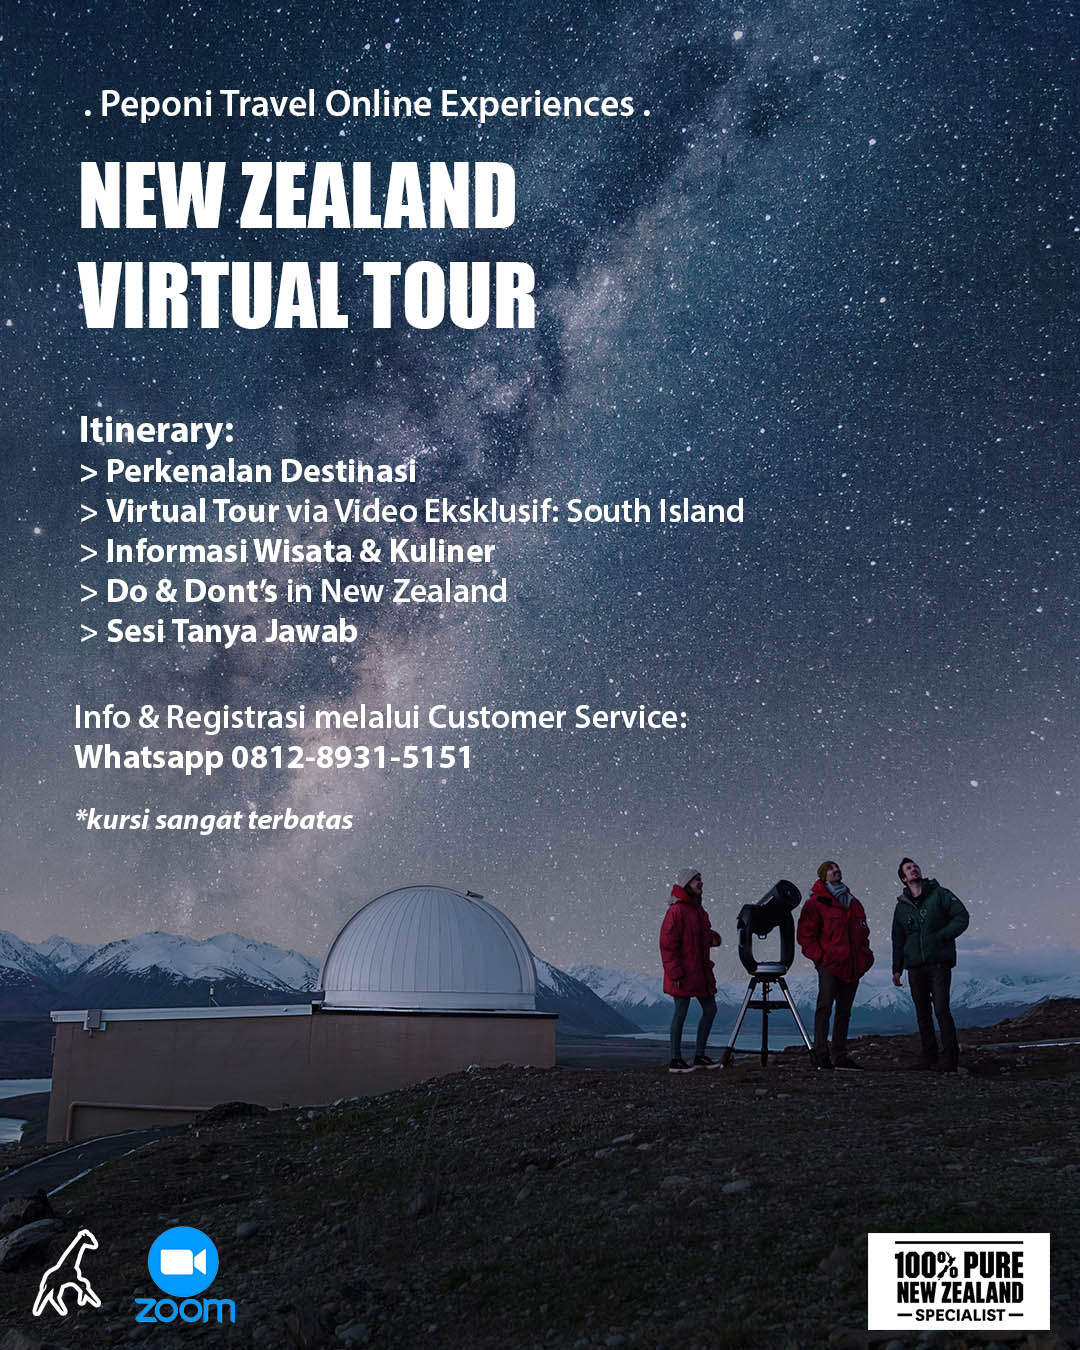 . Peponi Travel Online Experiences .
NEW ZEALAND
VIRTUAL TOUR
Itinerary:
> Perkenalan Destinasi
> Virtual Tour via Video Eksklusif: South Island
> Informasi Wisata & Kuliner
> Do & Dont’s in New Zealand
> Sesi Tanya Jawab
Info & Registrasi melalui Customer Service:
Whatsapp 0812-8931-5151
*kursi sangat terbatas
zoom
100% PURE
NEW ZEALAND
SPECIALIST